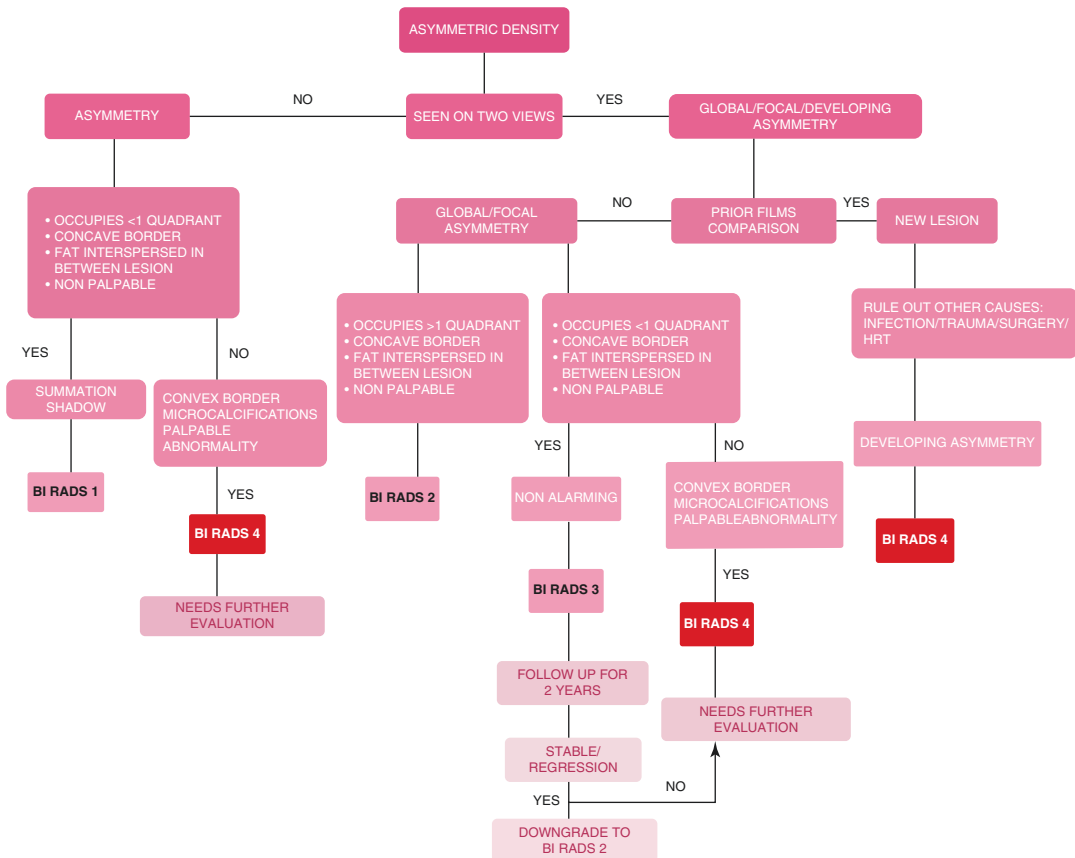 ASYMMETRIC DENSITY
NO
YES
ASYMMETRY
SEEN ON TWO VIEWS
GLOBAL/FOCAL/DEVELOPING
ASYMMETRY
• OCCUPIES <1 QUADRANT
• CONCAVE BORDER
• FAT INTERSPERSED IN
BETWEEN LESION
• NON PALPABLE
GLOBAL/FOCAL
ASYMMETRY
NO
PRIOR FILMS
COMPARISON
YES
NEW LESION
• OCCUPIES >1 QUADRANT
• CONCAVE BORDER
• FAT INTERSPERSED IN
BETWEEN LESION
• NON PALPABLE
• OCCUPIES <1 QUADRANT
• CONCAVE BORDER
• FAT INTERSPERSED IN
BETWEEN LESION
• NON PALPABLE
RULE OUT OTHER CAUSES:
INFECTION/TRAUMA/SURGERY/
HRT
YES
NO
SUMMATION
SHADOW
CONVEX BORDER
MICROCALCIFICATIONS
PALPABLE
ABNORMALITY
YES
NO
DEVELOPING ASYMMETRY
BI RADS 1
YES
BI RADS 2
NON ALARMING
CONVEX BORDER
MICROCALCIFICATIONS
PALPABLEABNORMALITY
BI RADS 4
BI RADS 4
BI RADS 3
YES
NEEDS FURTHER
EVALUATION
BI RADS 4
FOLLOW UP FOR
2 YEARS
NEEDS FURTHER
EVALUATION
STABLE/
REGRESSION
YES
NO
DOWNGRADE TO
BI RADS 2